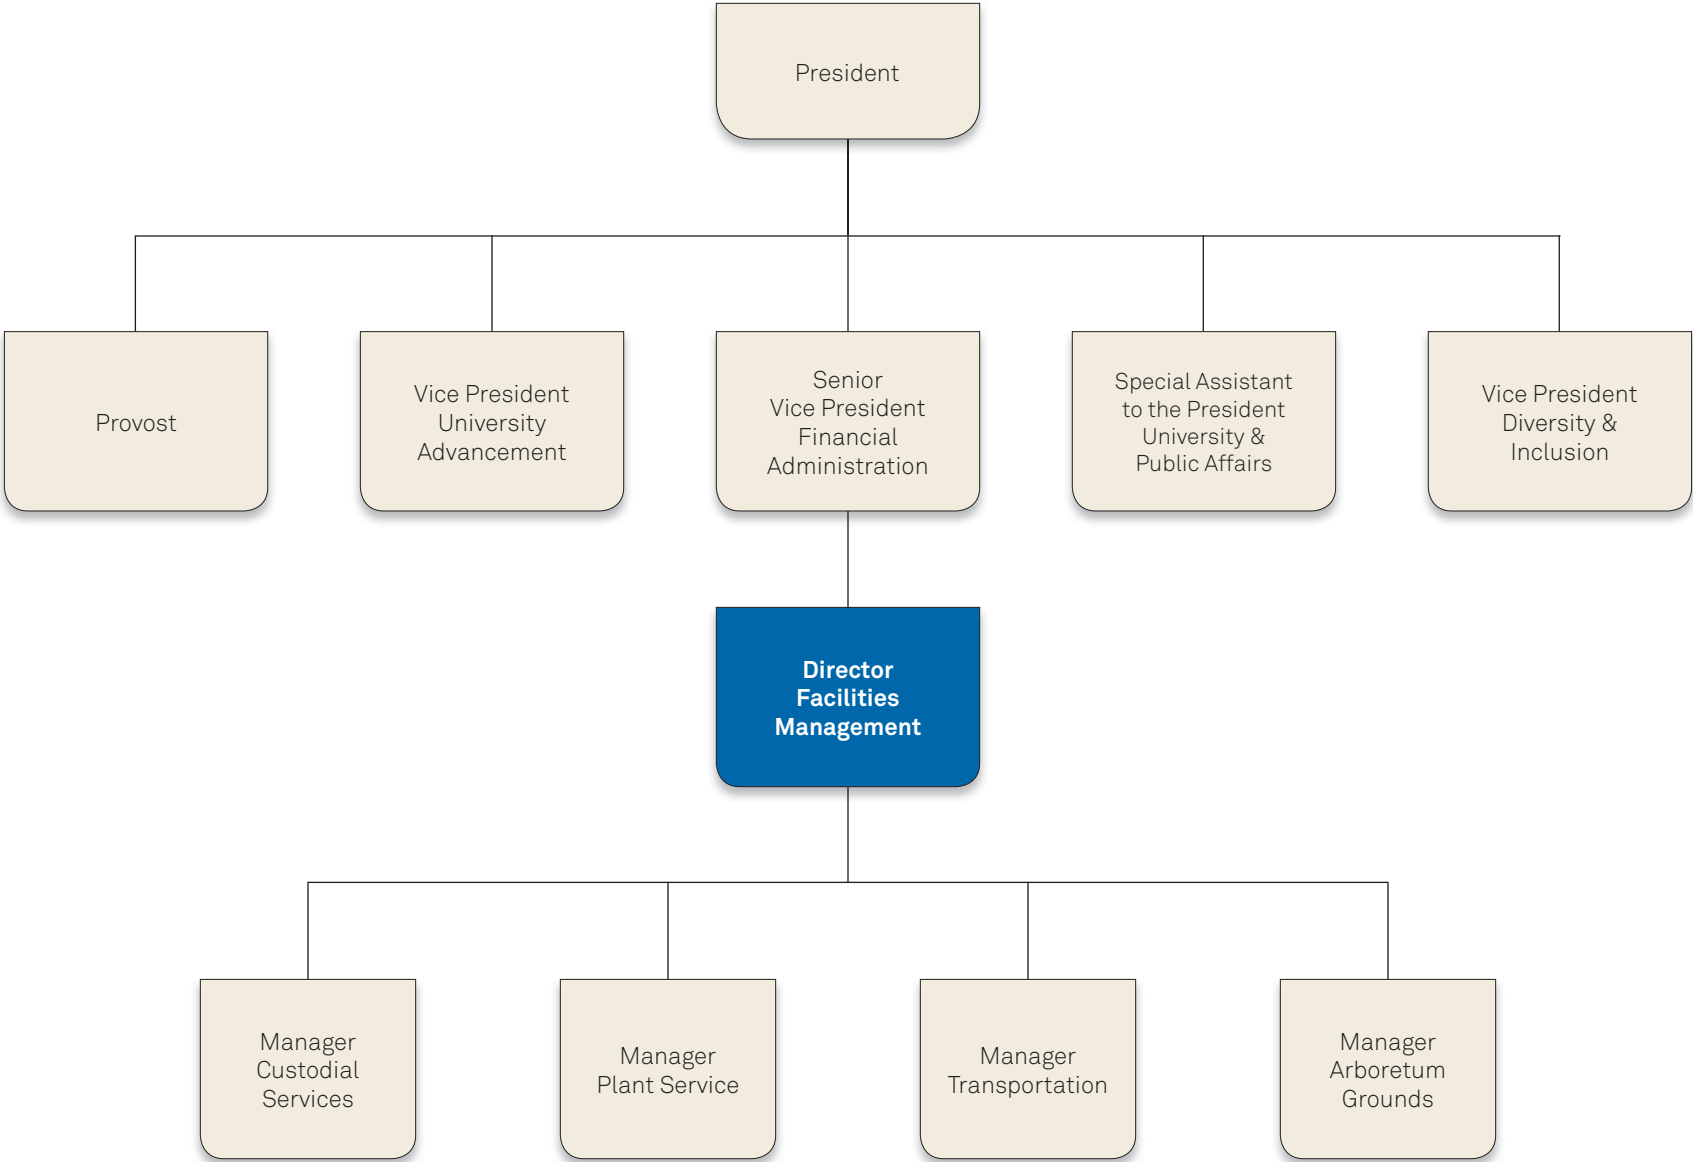 President
Provost
Vice President
University
Advancement
Senior
Vice President
Financial
Administration
Special Assistant
to the President
University &
Public Affairs
Vice President
Diversity &
Inclusion
Director
Facilities
Management
Manager
Custodial
Services
Manager
Plant Service
Manager
Transportation
Manager
Arboretum
Grounds